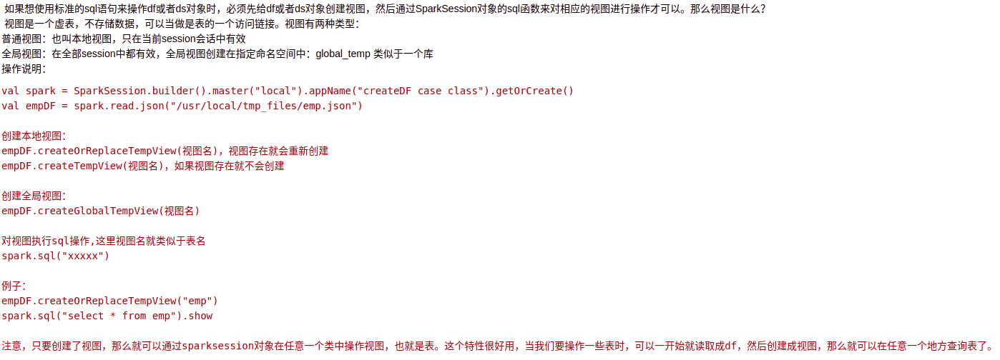 如果想使用标准的sql语句来操作df或者ds对象时，必须先给df或者ds对象创建视图，然后通过SparkSession对象的sql函数来对相应的视图进行操作才可以。那么视图是什么？
视图是一个虚表，不存储数据，可以当做是表的一个访问链接。视图有两种类型：
普通视图：也叫本地视图，只在当前session会话中有效
全局视图：在全部session中都有效，全局视图创建在指定命名空间中：global_temp 类似于一个库
操作说明：
val spark = SparkSession.builder().master("local").appName("createDF case class").getOrCreate()
val empDF = spark.read.json("/usr/local/tmp_files/emp.json")
创建本地视图：
empDF.createOrReplaceTempView(视图名)，视图存在就会重新创建
empDF.createTempView(视图名)，如果视图存在就不会创建
创建全局视图：
empDF.createGlobalTempView(视图名)
对视图执行sql操作,这里视图名就类似于表名
spark.sql("xxxxx")
例子：
empDF.createOrReplaceTempView("emp")
spark.sql("select * from emp").show
注意，只要创建了视图，那么就可以通过sparksession对象在任意一个类中操作视图，也就是表。这个特性很好用，当我们要操作一些表时，可以一开始就读取成df，然后创建成视图，那么就可以在任意一个地方查询表了。